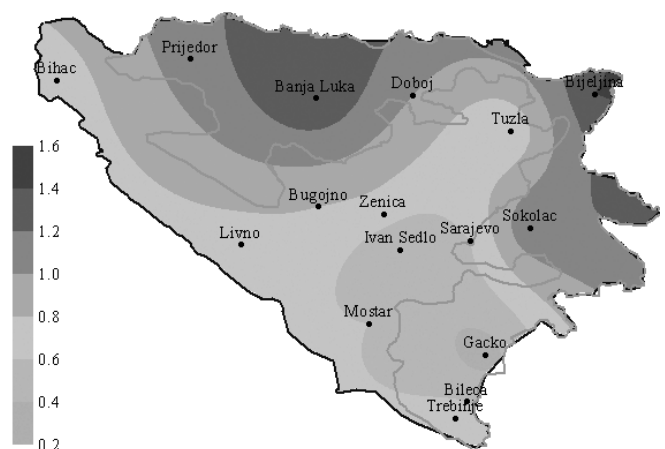 Prijedor
Bihac
Banja Luka
Doboj
Bijeljina
Tuzla
Bugojno
Zenica
Sokolac
Sarajevo
Livno
Ivan Sedlo
Mostar
Gacko
Bileca
Trebinje
1.6
1.4
1.2
1.0
0.8
0.6
0.4
0.2